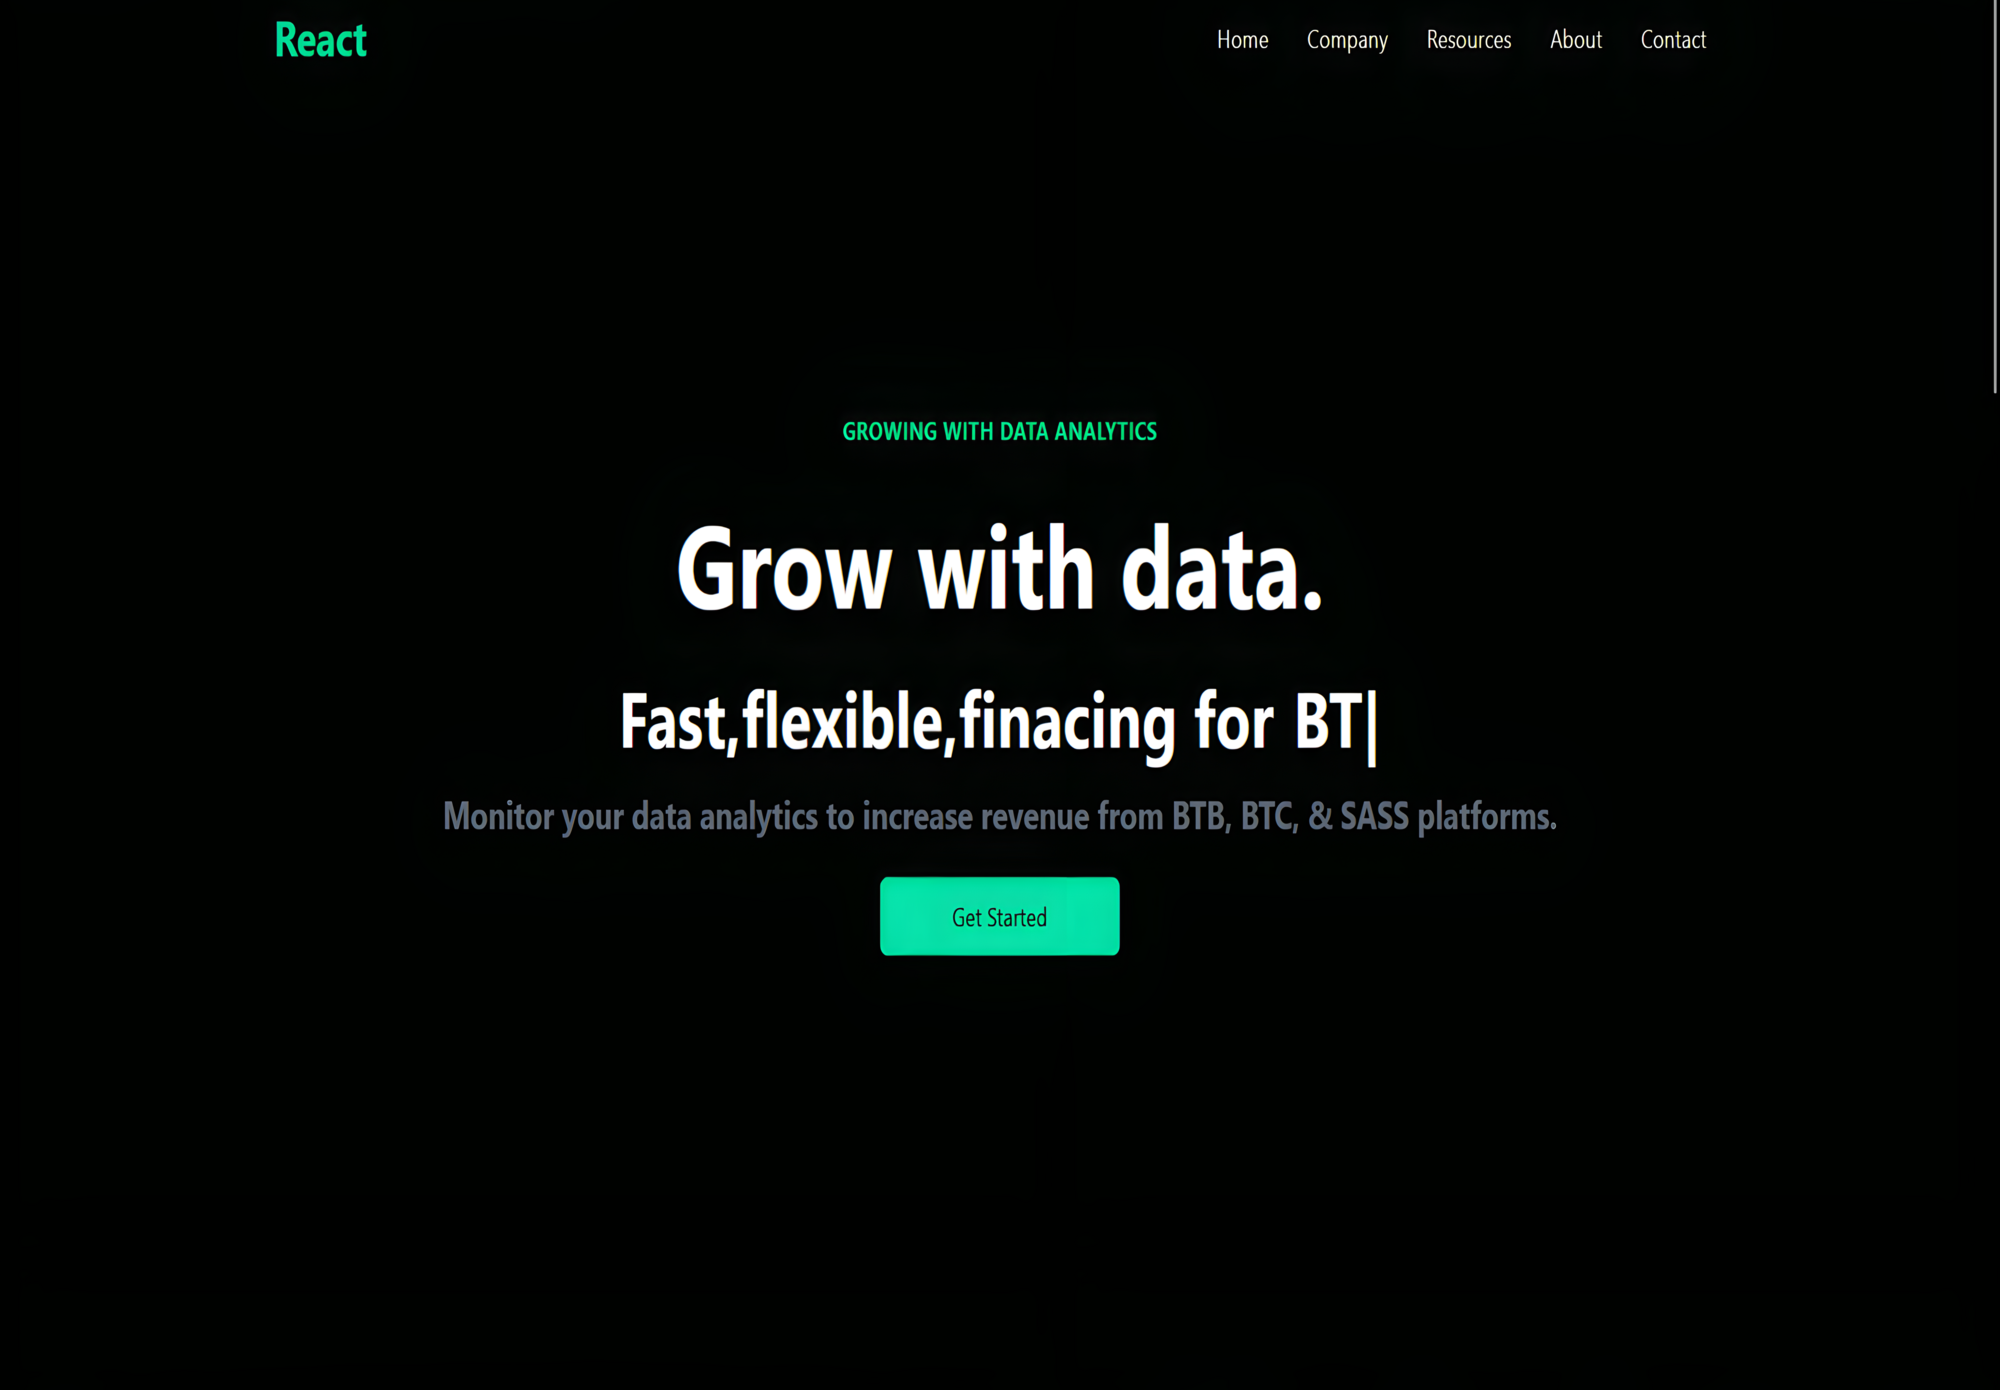 React
Home Company Resources About Contact
GROWING WITH DATA ANALYTICS
Grow with data.
Fast,flexible,finacing for BT|
Monitor your data analytics to increase revenue from BTB, BTC, & SASS platforms.
Get Started